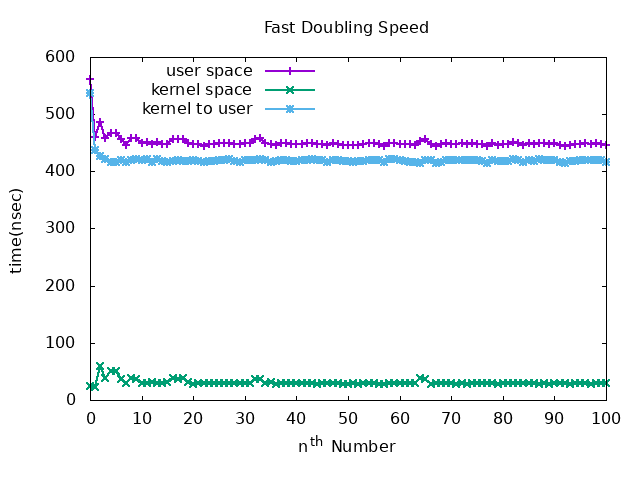 Fast Doubling Speed
600
500
400
300
200
100
0
time(nsec)
user space
kernel space
kernel to user
0 10 20 30 40 50 60 70 80 90 100
n^th Number